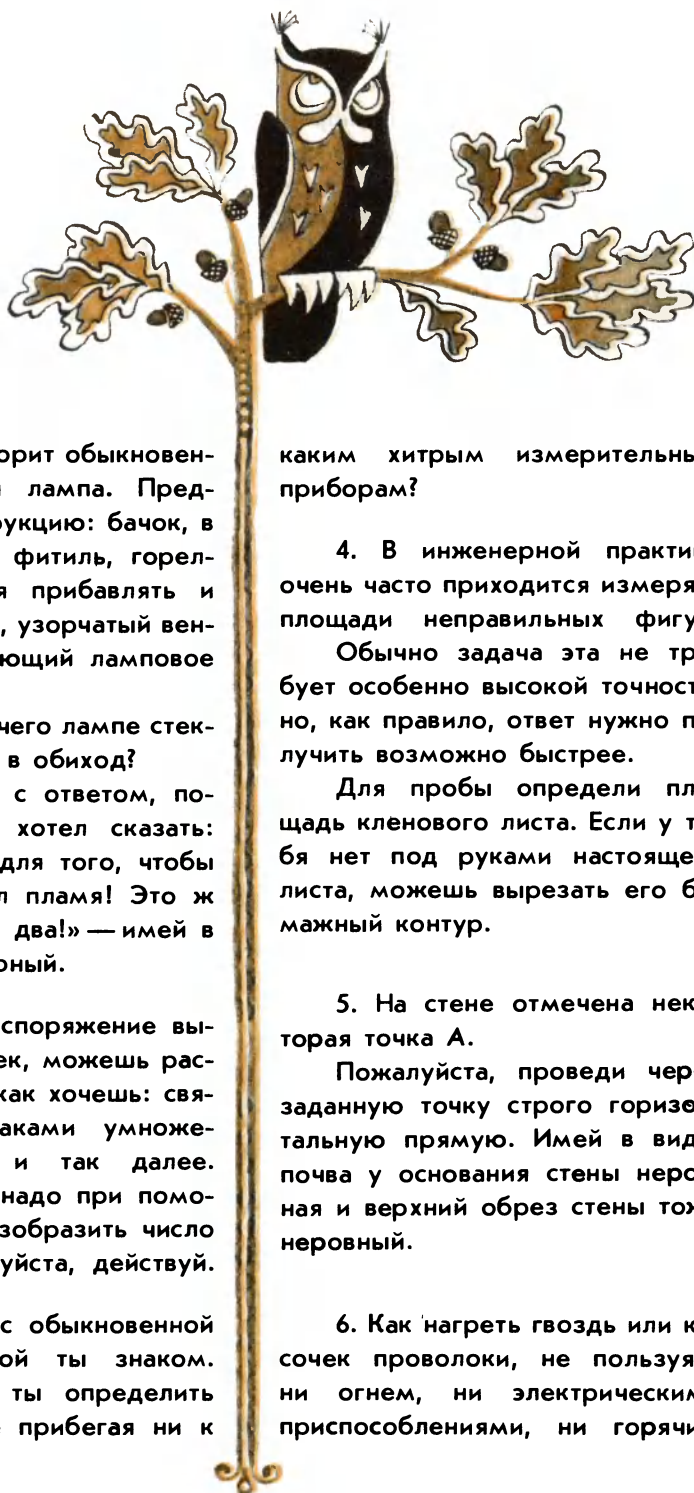 орит обыкновен-
лампа. Пред-
рукцию: бачок, в
фитиль, горел-
я прибавлять и
, узорчатый вен-
ающий ламповое
чего лампе стек-
в обиход?
с ответом, по-
хотел сказать:
для того, чтобы
л пламя! Это ж
два!» — имей в
рный.
споряжение вы-
ек, можешь рас-
как хочешь: свя-
аками умноже-
и так далее.
надо при помо-
зобразить число
уйста, действуй.
с обыкновенной
ой ты знаком.
ты определить
прибегая ни к
каким хитрым измерительны
приборам?
4. В инженерной практи
очень часто приходится измеря
площади неправильных фигу
Обычно задача эта не тр
бует особенно высокой точност
но, как правило, ответ нужно п
лучить возможно быстрее.
Для пробы определи пл
щадь кленового листа. Если у т
бя нет под руками настояще
листа, можешь вырезать его б
мажный контур.
5. На стене отмечена нек
торая точка А.
Пожалуйста, проведи чер
заданную точку строго горизо
тальную прямую. Имей в вид
почва у основания стены неро
ная и верхний обрез стены тож
неровный.
6. Как нагреть гвоздь или к
сочек проволоки, не пользуя
ни огнем, ни электрическим
приспособлениями, ни горячи